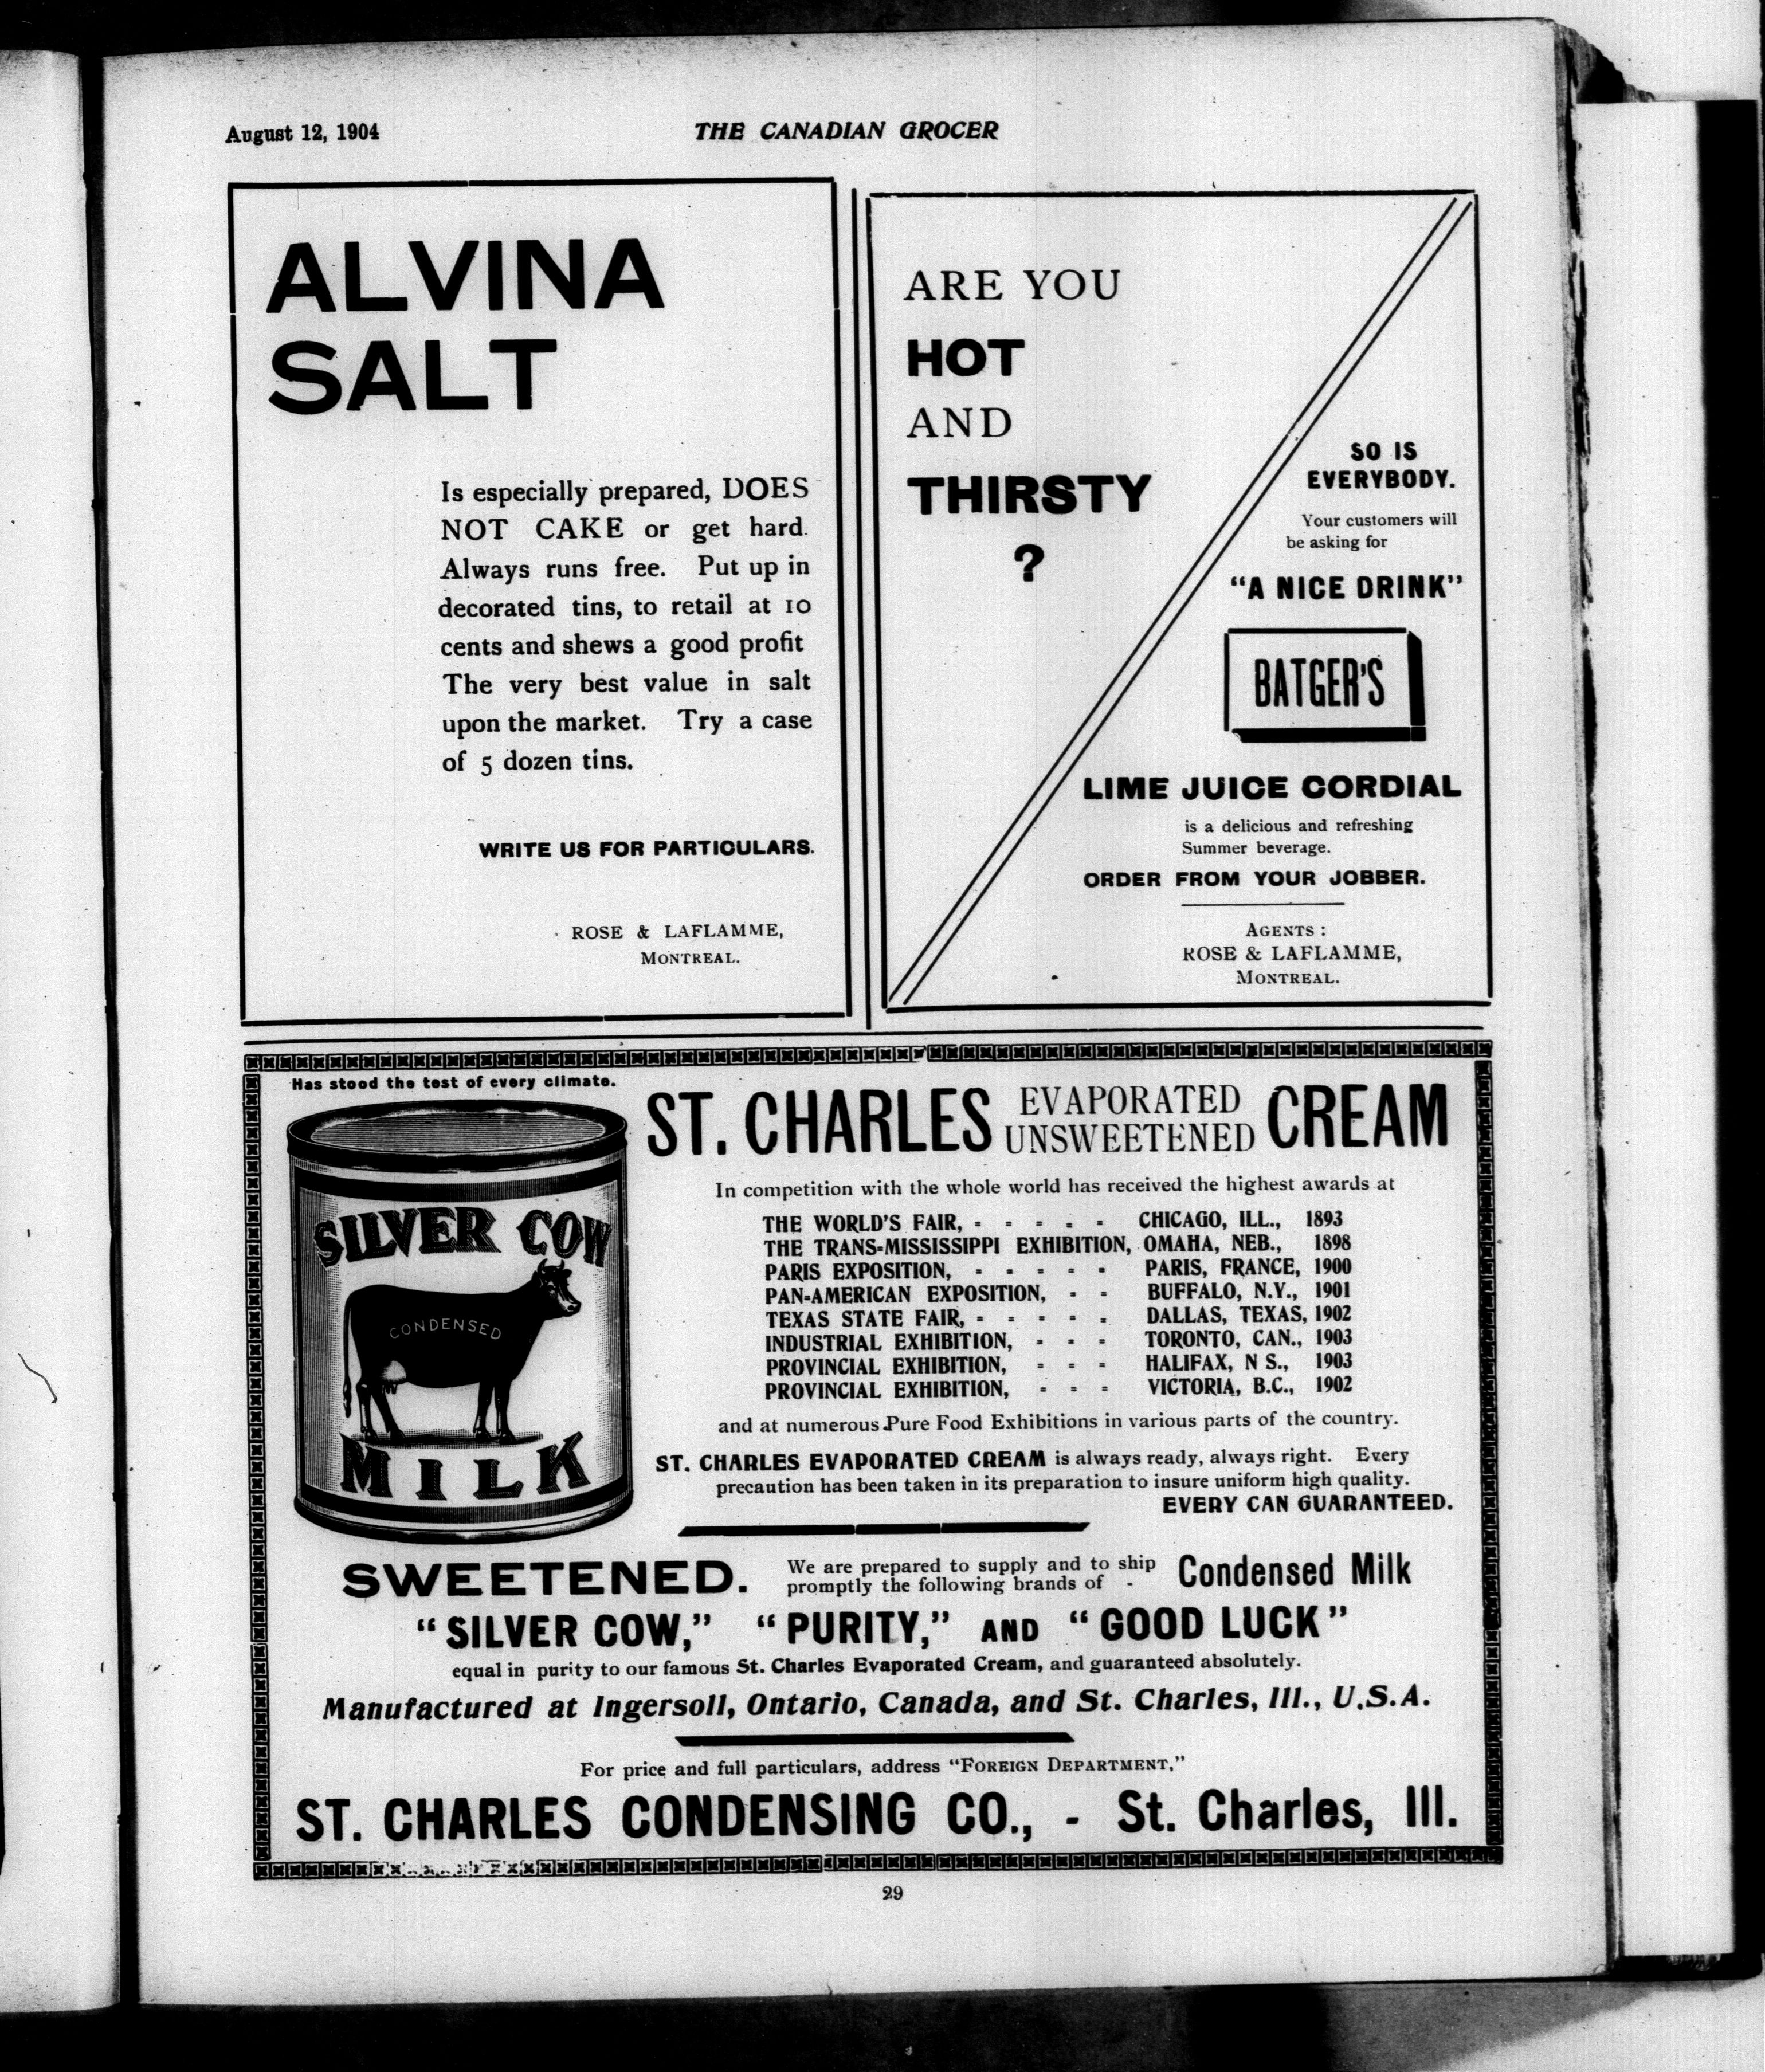 August 12, 1904
THE CANADIAN GROCER
ALVINA
SALT
Is especially prepared, DOES
NOT CAKE or get hard.
Always runs free. Put up in
decorated tins, to retail at 10
cents and shews a good profit
The very best value in salt
upon the market. Try a case
of 5 dozen tins.
WRITE US FOR PARTICULARS.
ROSE & LAFLAMME,
MONTREAL.
ARE YOU
HOT
AND
THIRSTY
?
SO IS
EVERYBODY.
Your customers will
be asking for
"A NICE DRINK"
BATGER'S
LIME JUICE CORDIAL
is a delicious and refreshing
Summer beverage.
ORDER FROM YOUR JOBBER.
AGENTS:
ROSE & LAFLAMME,
MONTREAL.
Has stood the test of every climate.
SILVER COW
CONDENSED
MILK
ST. CHARLES EVAPORATED UNSWEETENED CREAM
In competition with the whole world has received the highest awards at
THE WORLD'S FAIR, - - - - - CHICAGO, ILL., 1893
THE TRANS-MISSISSIPPI EXHIBITION, OMAHA, NEB., 1898
PARIS EXPOSITION, - - - - - PARIS, FRANCE, 1900
PAN-AMERICAN EXPOSITION, - - BUFFALO, N.Y., 1901
TEXAS STATE FAIR, - - - - - DALLAS, TEXAS, 1902
INDUSTRIAL EXHIBITION, - - - TORONTO, CAN., 1903
PROVINCIAL EXHIBITION, - - - HALIFAX, N S., 1903
PROVINCIAL EXHIBITION, - - - VICTORIA, B.C., 1902
and at numerous Pure Food Exhibitions in various parts of the country.
ST. CHARLES EVAPORATED CREAM is always ready, always right. Every
precaution has been taken in its preparation to insure uniform high quality.
EVERY CAN GUARANTEED.
SWEETENED. We are prepared to supply and to ship
promptly the following brands of - Condensed Milk
"SILVER COW," "PURITY," AND "GOOD LUCK"
equal in purity to our famous St. Charles Evaporated Cream, and guaranteed absolutely.
Manufactured at Ingersoll, Ontario, Canada, and St. Charles, Ill., U.S.A.
For price and full particulars, address "FOREIGN DEPARTMENT,"
ST. CHARLES CONDENSING CO., - St. Charles, Ill.
29